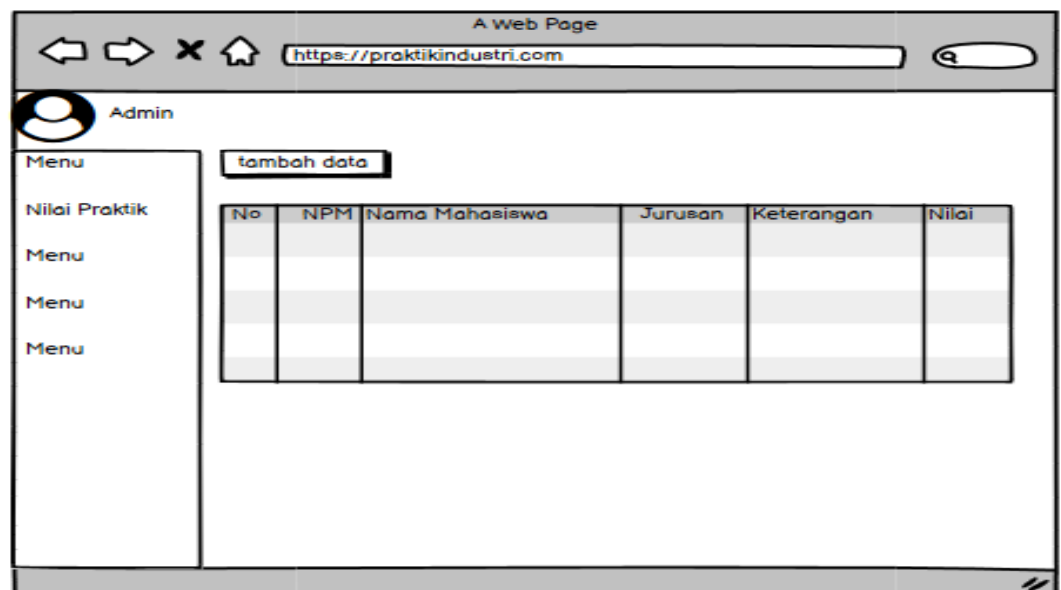 A Web Page
https://praktikindustri.com
Admin
Menu
tambah data
Nilai Praktik
No NPM Nama Mahasiswa Jurusan Keterangan Nilai
Menu
Menu
Menu